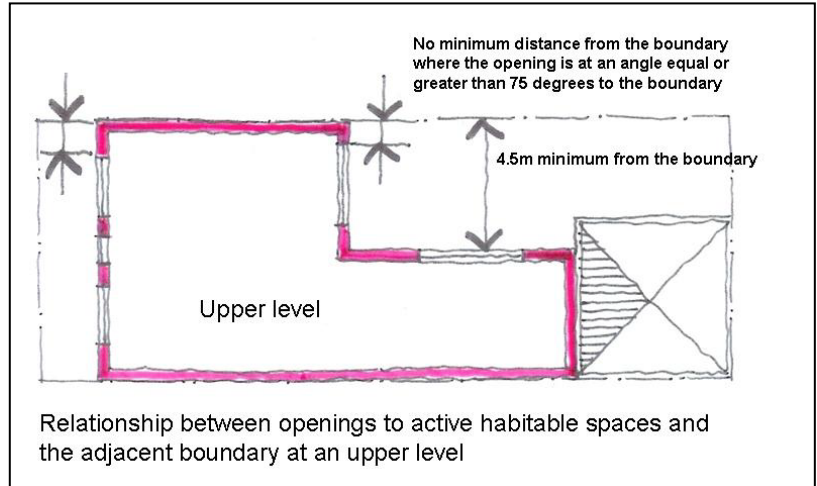 No minimum distance from the boundary
where the opening is at an angle equal or
greater than 75 degrees to the boundary
4.5m minimum from the boundary
Upper level
Relationship between openings to active habitable spaces and
the adjacent boundary at an upper level